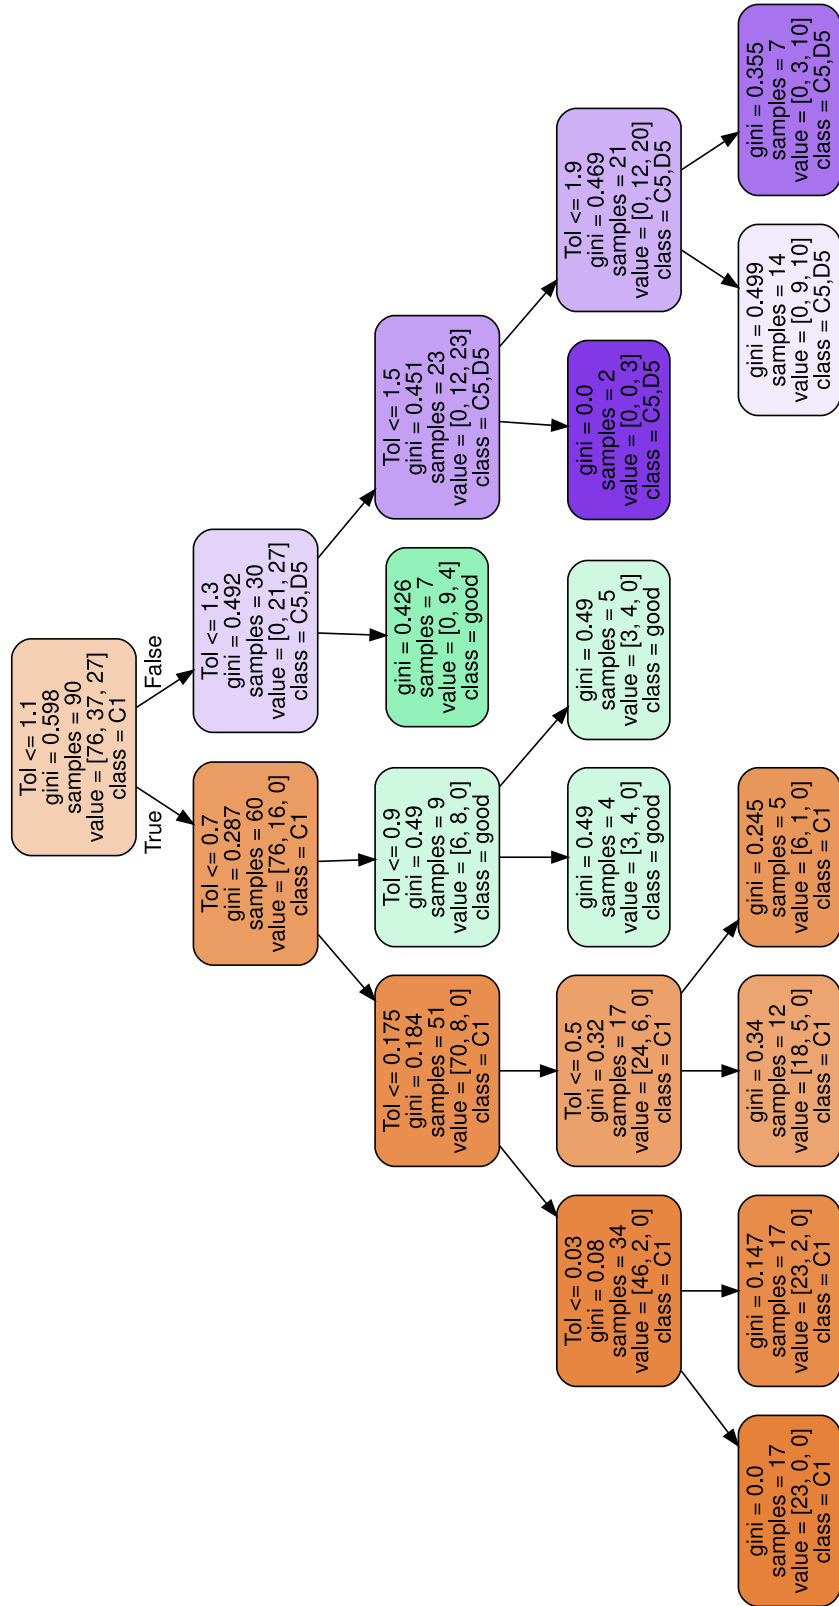 Tol <= 1.1
gini = 0.598
samples = 90
value = [76, 37, 27]
class = C1
True
False
Tol <= 0.7
gini = 0.287
samples = 60
value = [76, 16, 0]
class = C1
Tol <= 1.3
gini = 0.492
samples = 30
value = [0, 21, 27]
class = C5,D5
Tol <= 0.175
gini = 0.184
samples = 51
value = [70, 8, 0]
class = C1
Tol <= 0.9
gini = 0.49
samples = 9
value = [6, 8, 0]
class = good
gini = 0.426
samples = 7
value = [0, 9, 4]
class = good
Tol <= 1.5
gini = 0.451
samples = 23
value = [0, 12, 23]
class = C5,D5
Tol <= 0.03
gini = 0.08
samples = 34
value = [46, 2, 0]
class = C1
Tol <= 0.5
gini = 0.32
samples = 17
value = [24, 6, 0]
class = C1
gini = 0.49
samples = 4
value = [3, 4, 0]
class = good
gini = 0.49
samples = 5
value = [3, 4, 0]
class = good
gini = 0.0
samples = 2
value = [0, 0, 3]
class = C5,D5
Tol <= 1.9
gini = 0.469
samples = 21
value = [0, 12, 20]
class = C5,D5
gini = 0.0
samples = 17
value = [23, 0, 0]
class = C1
gini = 0.147
samples = 17
value = [23, 2, 0]
class = C1
gini = 0.34
samples = 12
value = [18, 5, 0]
class = C1
gini = 0.245
samples = 5
value = [6, 1, 0]
class = C1
gini = 0.499
samples = 14
value = [0, 9, 10]
class = C5,D5
gini = 0.355
samples = 7
value = [0, 3, 10]
class = C5,D5